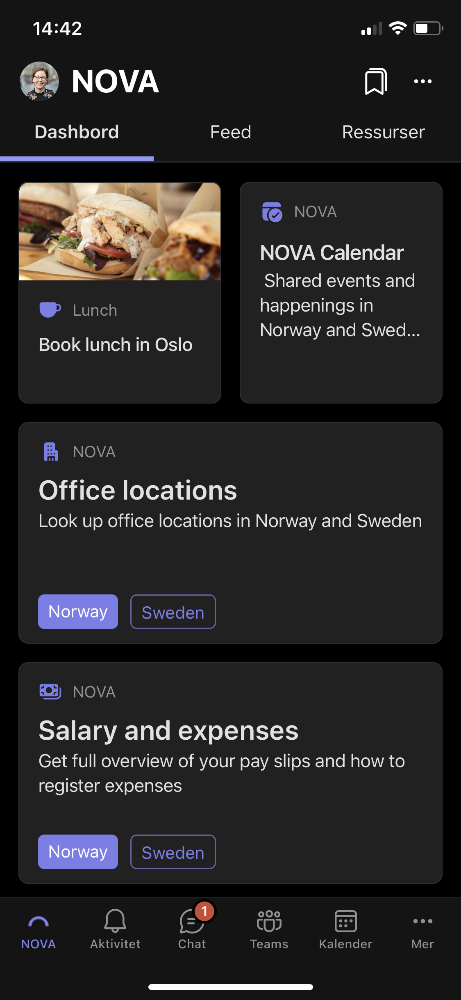 14:42
NOVA
Dashbord
Feed
Ressurser
Lunch
Book lunch in Oslo
NOVA
NOVA Calendar
Shared events and
happenings in
Norway and Swed...
NOVA
Office locations
Look up office locations in Norway and Sweden
Norway
Sweden
NOVA
Salary and expenses
Get full overview of your pay slips and how to
register expenses
Norway
Sweden
1
NOVA
Aktivitet
Chat
Teams
Kalender
Mer